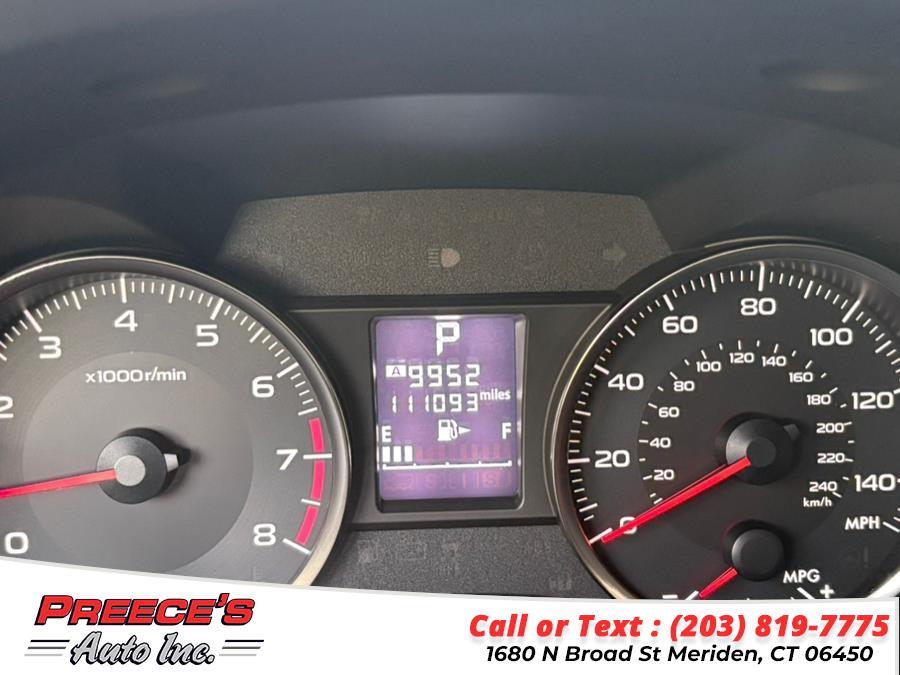 P
A 9952
111093 miles
E F
0 2 3 4 5 6 7 8
x1000 r/min
0 20 40 60 80 100 120 140
20 40 60 80 100 120 140 160 180 200 220 240
km/h
MPH
MPG
- +
PREECE'S
Auto Inc.
Call or Text : (203) 819-7775
1680 N Broad St Meriden, CT 06450